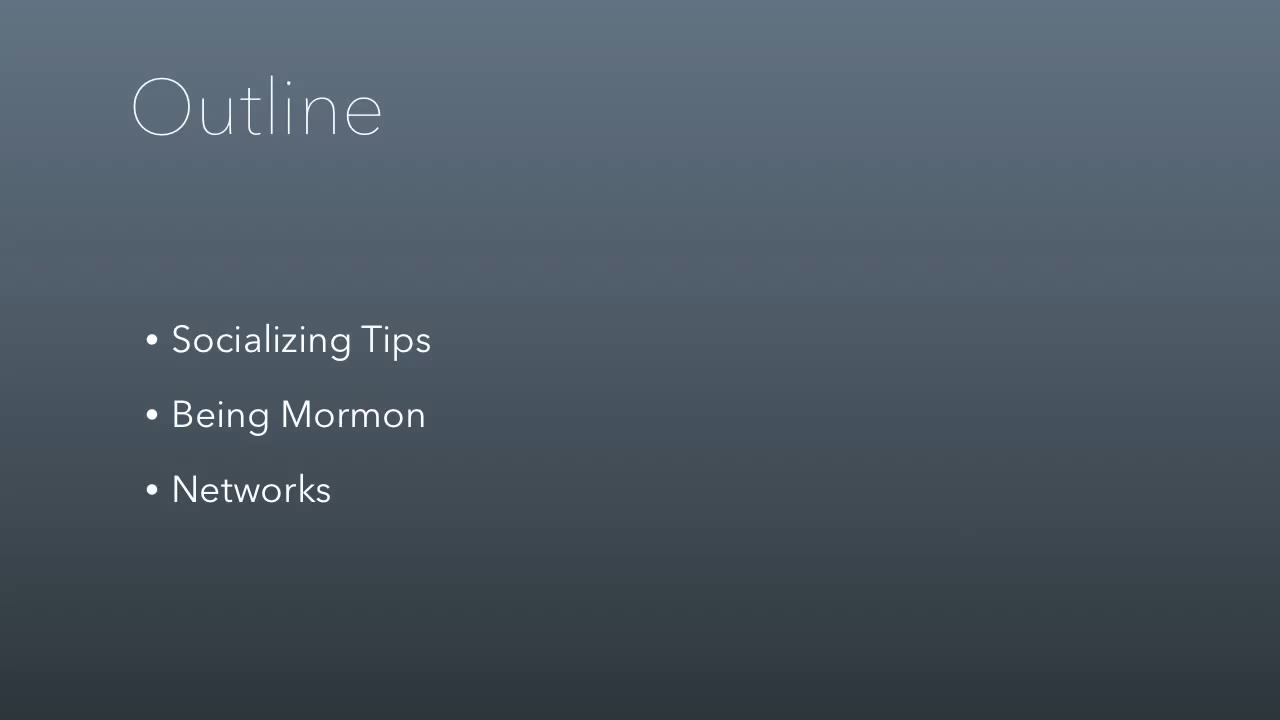 Outline
• Socializing Tips
• Being Mormon
• Networks